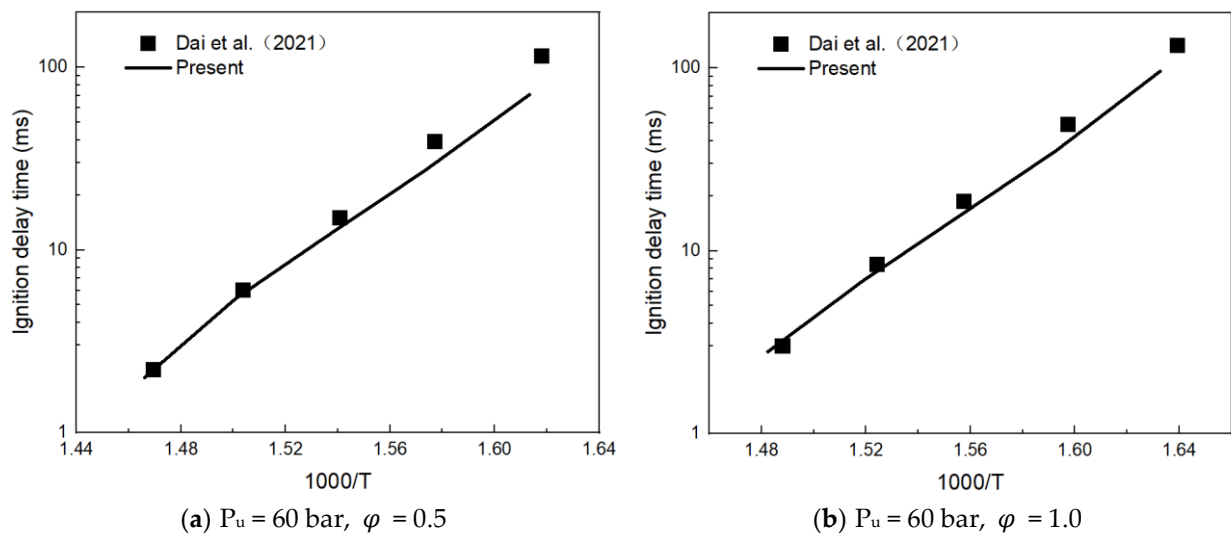 Dai et al.（2021）
Present
Ignition delay time (ms)
100
10
1
1.44 1.48 1.52 1.56 1.60 1.64
1000/T
(a) Pu = 60 bar, φ = 0.5
Dai et al.（2021）
Present
Ignition delay time (ms)
100
10
1
1.48 1.52 1.56 1.60 1.64
1000/T
(b) Pu = 60 bar, φ = 1.0